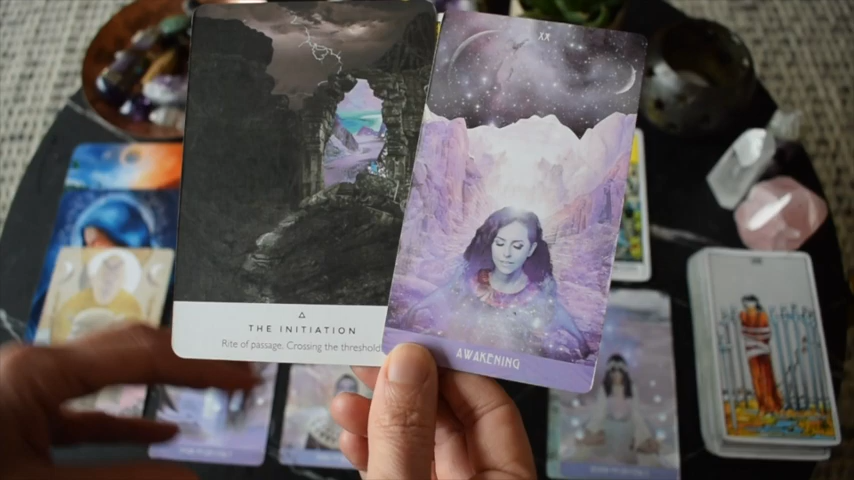 THE INITIATION
Rite of passage. Crossing the threshold
XX
AWAKENING